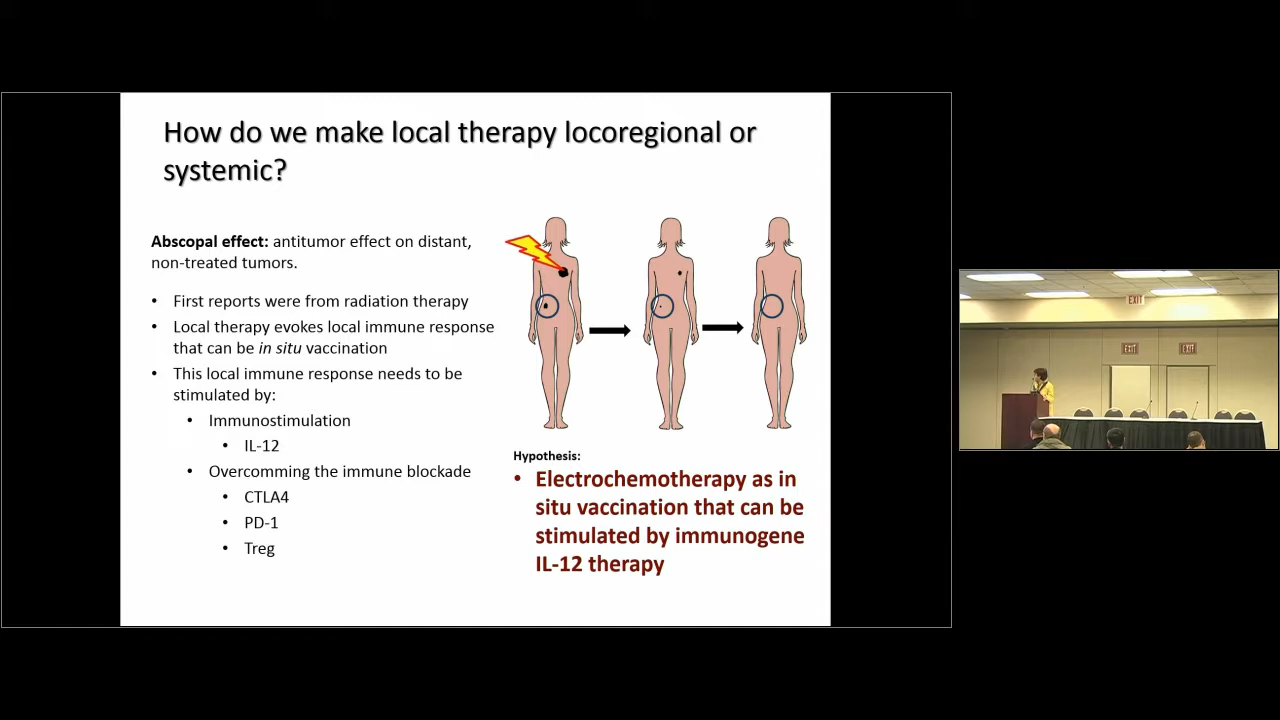 How do we make local therapy locoregional or
systemic?
Abscopal effect: antitumor effect on distant,
non-treated tumors.
• First reports were from radiation therapy
• Local therapy evokes local immune response
that can be in situ vaccination
• This local immune response needs to be
stimulated by:
• Immunostimulation
• IL-12
• Overcomming the immune blockade
• CTLA4
• PD-1
• Treg
Hypothesis:
• Electrochemotherapy as in
situ vaccination that can be
stimulated by immunogene
IL-12 therapy
EXIT
EXIT
EXIT